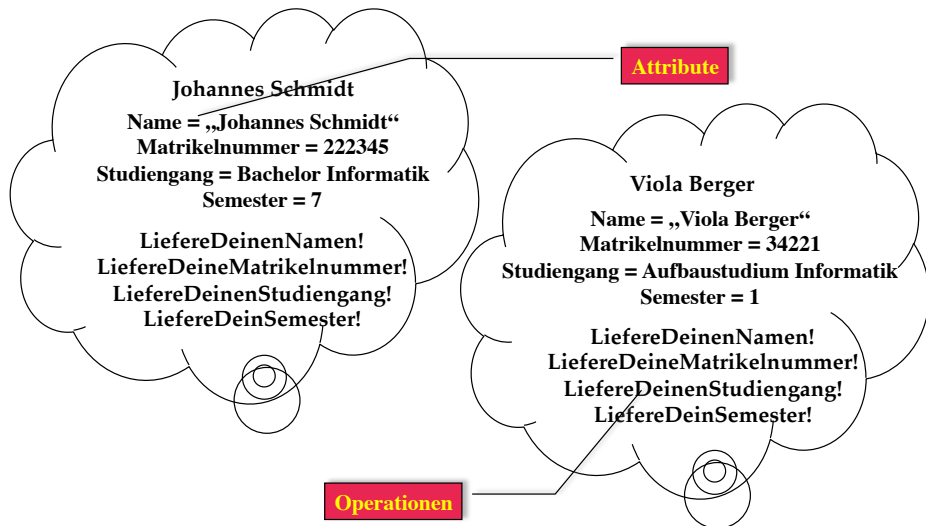 Attribute
Johannes Schmidt
Name = „Johannes Schmidt“
Matrikelnummer = 222345
Studiengang = Bachelor Informatik
Semester = 7
LiefereDeinenNamen!
LiefereDeineMatrikelnummer!
LiefereDeinenStudiengang!
LiefereDeinSemester!
Viola Berger
Name = „Viola Berger“
Matrikelnummer = 34221
Studiengang = Aufbaustudium Informatik
Semester = 1
LiefereDeinenNamen!
LiefereDeineMatrikelnummer!
LiefereDeinenStudiengang!
LiefereDeinSemester!
Operationen